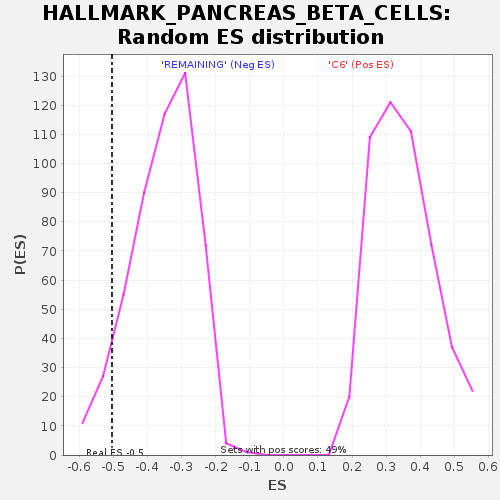 HALLMARK_PANCREAS_BETA_CELLS:
Random ES distribution
'REMAINING' (Neg ES)
'C6' (Pos ES)
P(ES)
130
120
110
100
90
80
70
60
50
40
30
20
10
0
Real ES -0.5
Sets with pos scores: 49%
-0.6 -0.5 -0.4 -0.3 -0.2 -0.1 0.0 0.1 0.2 0.3 0.4 0.5 0.6
ES